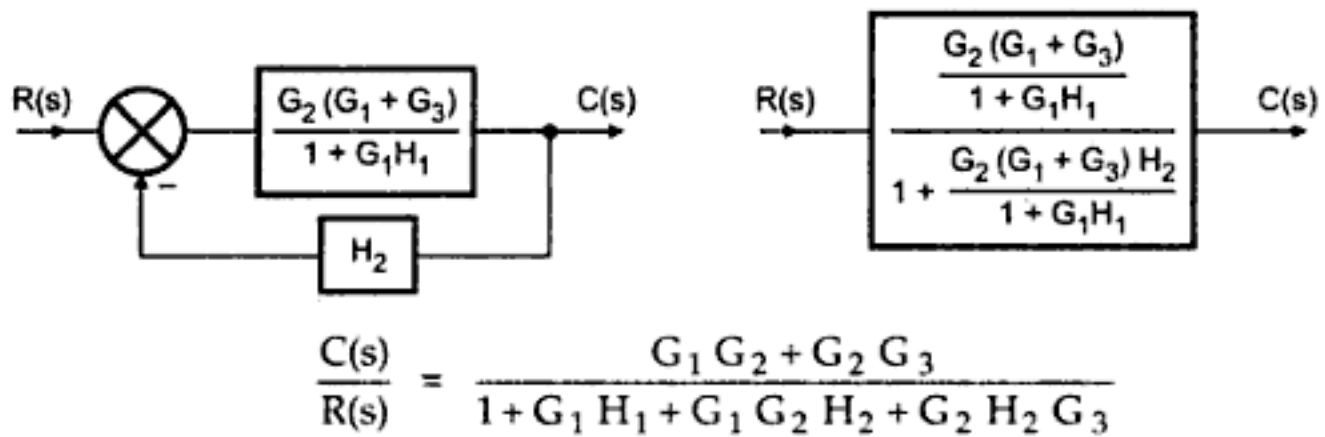 R(s) G₂ (G₁ + G₃) / 1 + G₁H₁ C(s)
−
H₂
R(s) G₂ (G₁ + G₃) / 1 + G₁H₁ C(s)
1 + G₂ (G₁ + G₃) H₂ / 1 + G₁H₁
C(s) / R(s) = G₁ G₂ + G₂ G₃ / 1 + G₁ H₁ + G₁ G₂ H₂ + G₂ H₂ G₃